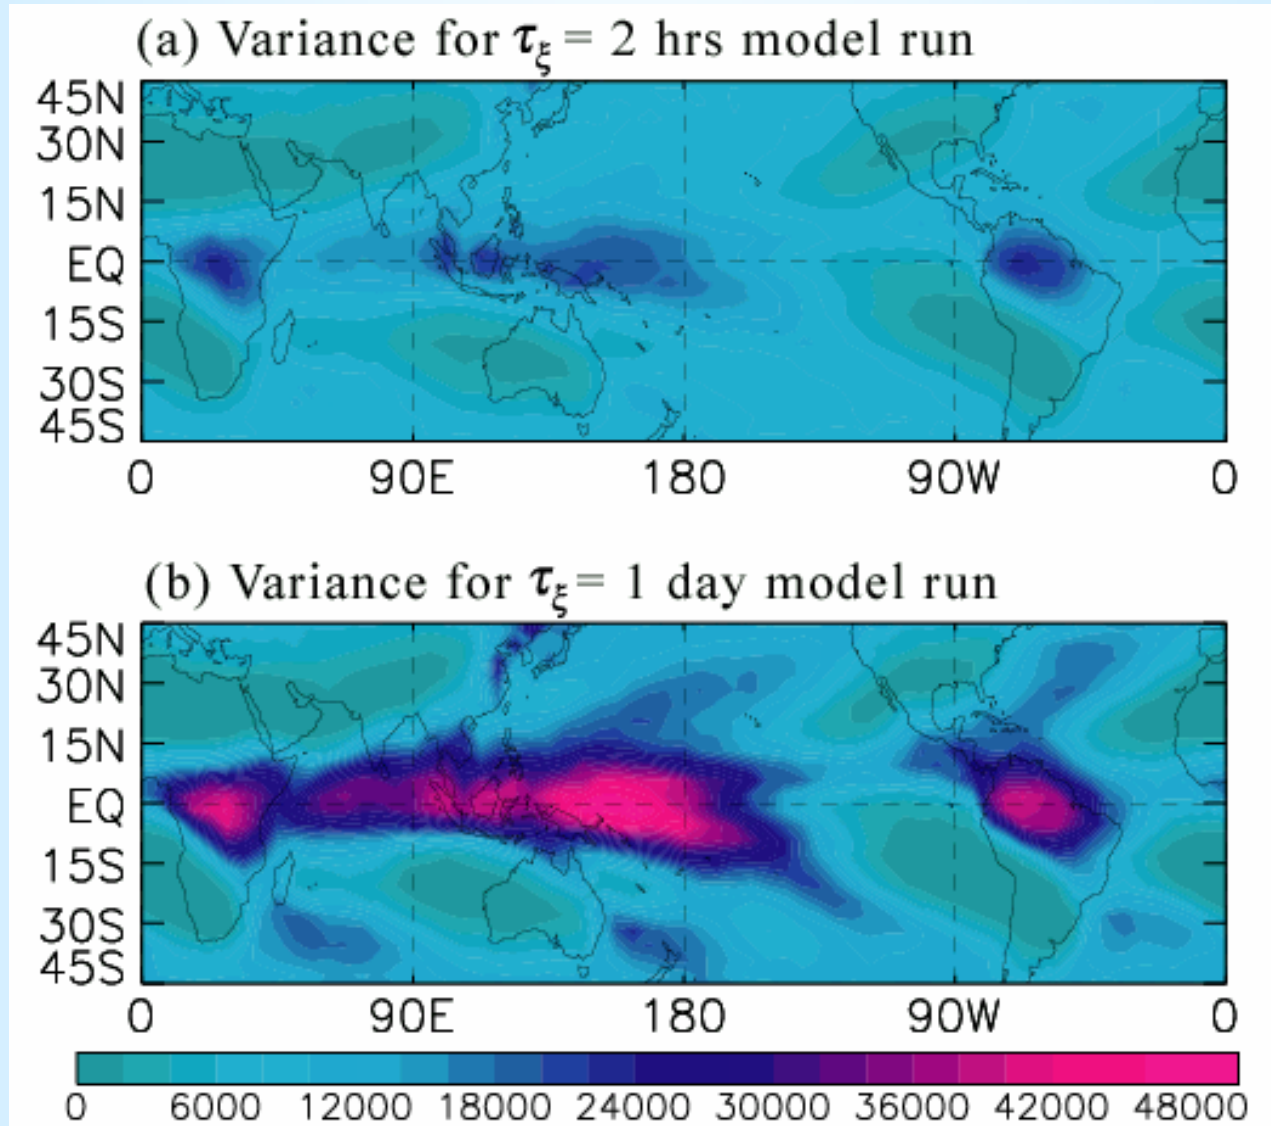 (a) Variance for τξ = 2 hrs model run
45N
30N
15N
EQ
15S
30S
45S
0 90E 180 90W 0
(b) Variance for τξ = 1 day model run
45N
30N
15N
EQ
15S
30S
45S
0 90E 180 90W 0
0 6000 12000 18000 24000 30000 36000 42000 48000